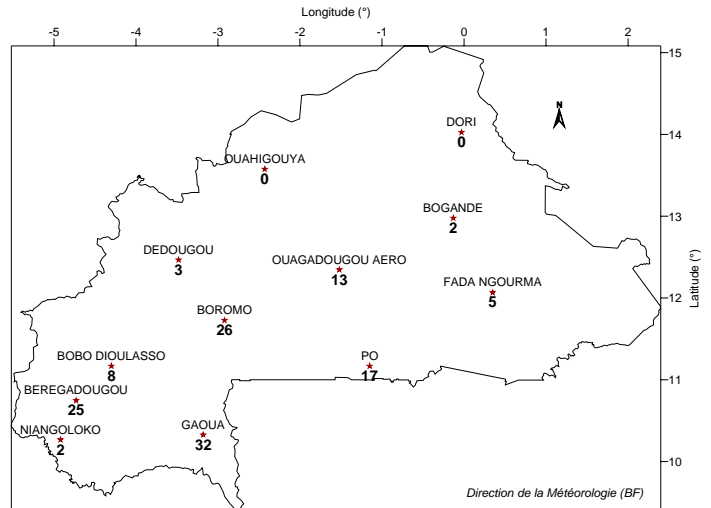 Longitude (°)
-5 -4 -3 -2 -1 0 1 2
15
DORI
0
14
N
OUAHIGOUYA
0
BOGANDE
2
13
DEDOUGOU
3
OUAGADOUGOU AERO
13
FADA NGOURMA
5
12
Latitude (°)
BOROMO
26
BOBO DIOULASSO
8
PO
17
11
BEREGADOUGOU
25
NIANGOLOKO
2
GAOUA
32
10
Direction de la Météorologie (BF)